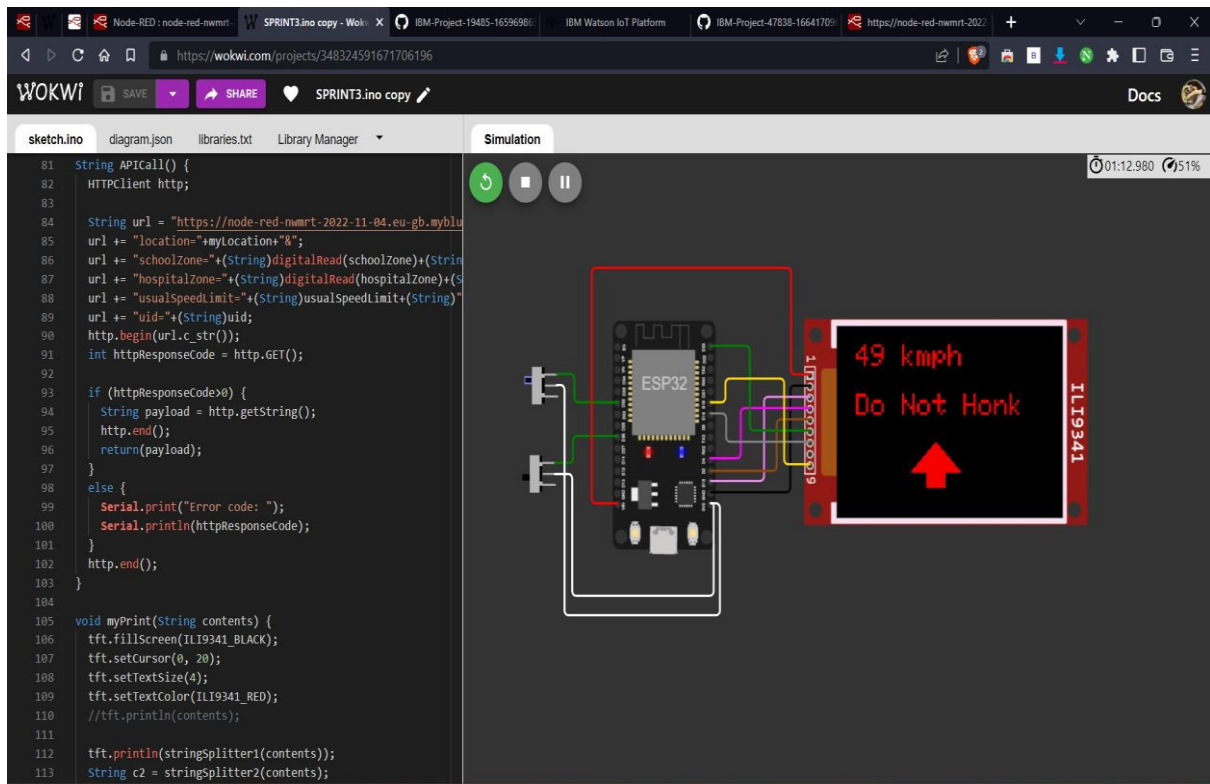 Node-RED : node-red-nwmrt-
SPRINT3.ino copy - Wokw
IBM-Project-19485-16596986
IBM Watson IoT Platform
IBM-Project-47838-16641709
https://node-red-nwmrt-2022
https://wokwi.com/projects/348324591671706196
WOKWI
SAVE
SHARE
SPRINT3.ino copy
Docs
sketch.ino
diagram.json
libraries.txt
Library Manager
Simulation
01:12.980
51%
81 String APICall() {
82 HTTPClient http;
83
84 String url = "https://node-red-nwmrt-2022-11-04.eu-gb.myblu
85 url += "location="+myLocation+"&";
86 url += "schoolZone="+(String)digitalRead(schoolZone)+(Strin
87 url += "hospitalZone="+(String)digitalRead(hospitalZone)+(S
88 url += "usualSpeedLimit="+(String)usualSpeedLimit+(String)"
89 url += "uid="+(String)uid;
90 http.begin(url.c_str());
91 int httpResponseCode = http.GET();
92
93 if (httpResponseCode>0) {
94 String payload = http.getString();
95 http.end();
96 return(payload);
97 }
98 else {
99 Serial.print("Error code: ");
100 Serial.println(httpResponseCode);
101 }
102 http.end();
103 }
104
105 void myPrint(String contents) {
106 tft.fillScreen(ILI9341_BLACK);
107 tft.setCursor(0, 20);
108 tft.setTextSize(4);
109 tft.setTextColor(ILI9341_RED);
110 //tft.println(contents);
111
112 tft.println(stringSplitter1(contents));
113 String c2 = stringSplitter2(contents);
ESP32
1
9
49 kmph
Do Not Honk
ILI9341